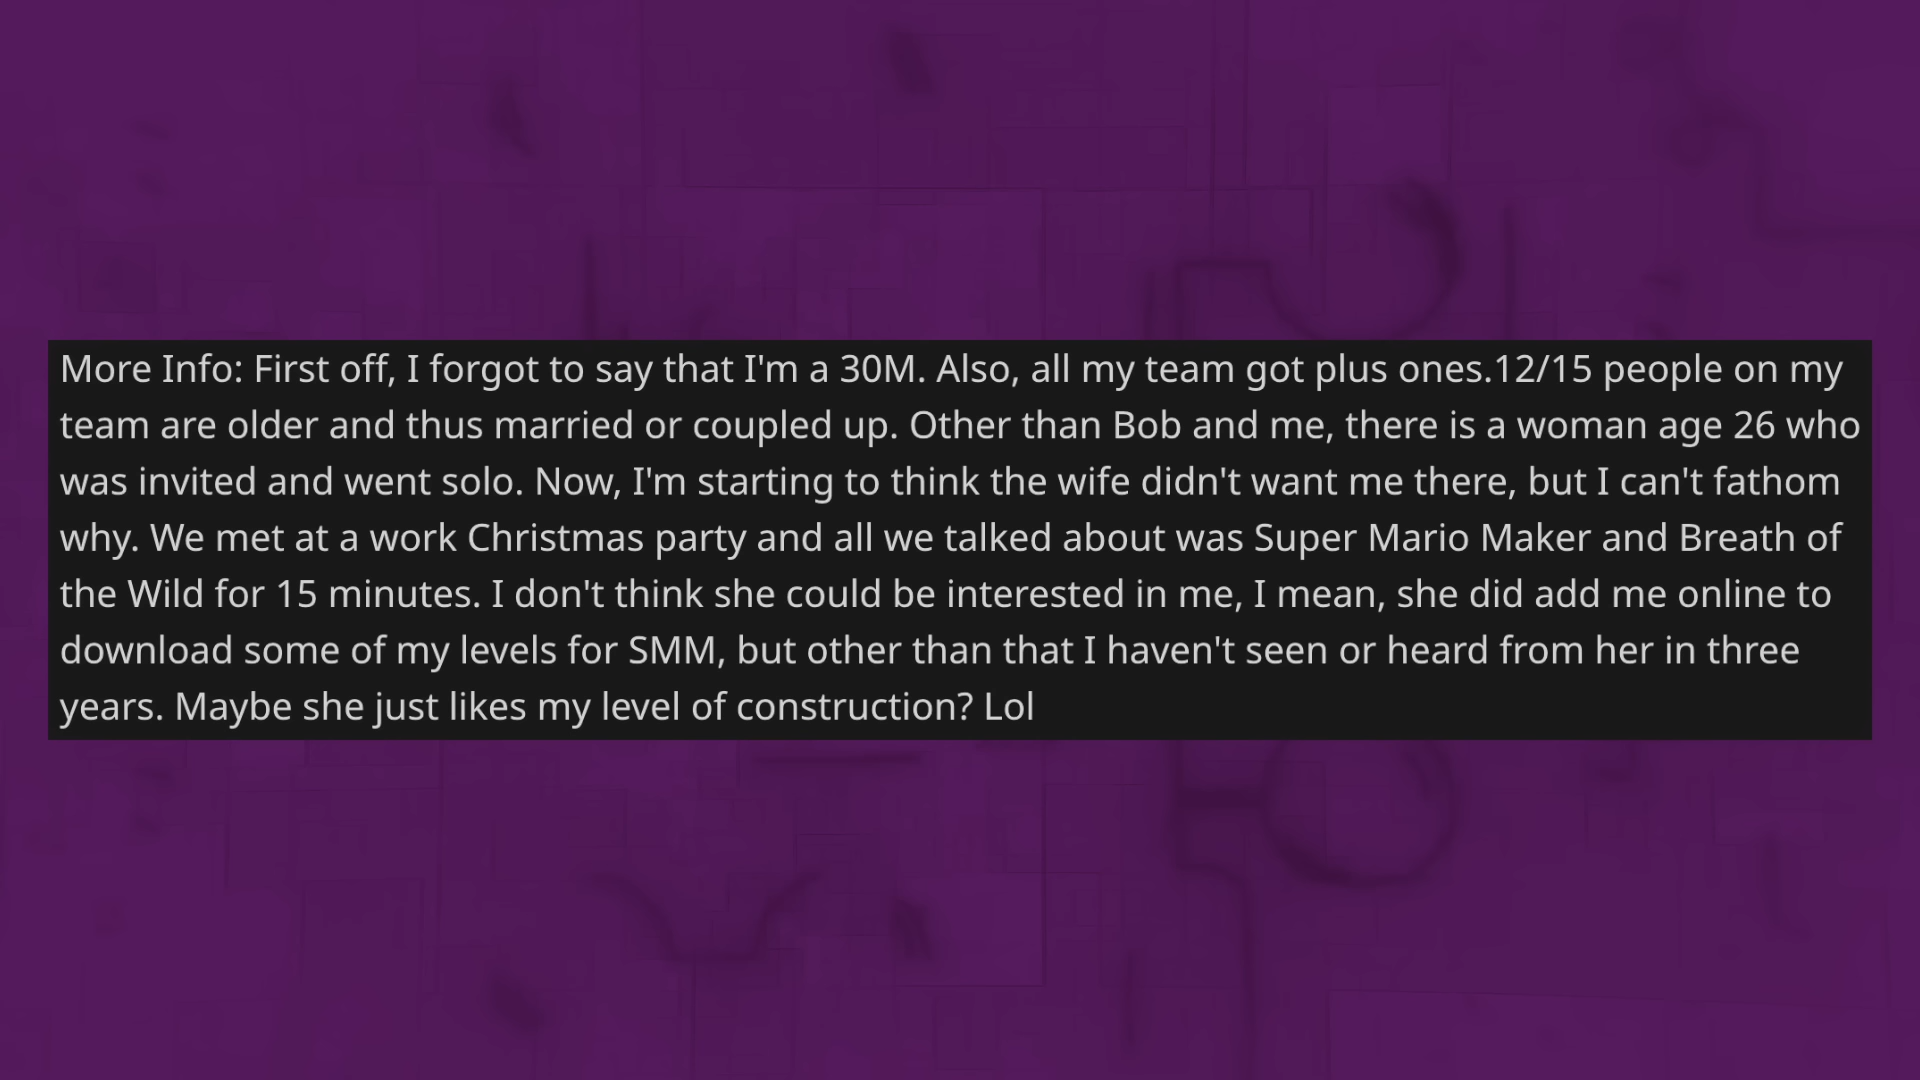 More Info: First off, I forgot to say that I'm a 30M. Also, all my team got plus ones.12/15 people on my
team are older and thus married or coupled up. Other than Bob and me, there is a woman age 26 who
was invited and went solo. Now, I'm starting to think the wife didn't want me there, but I can't fathom
why. We met at a work Christmas party and all we talked about was Super Mario Maker and Breath of
the Wild for 15 minutes. I don't think she could be interested in me, I mean, she did add me online to
download some of my levels for SMM, but other than that I haven't seen or heard from her in three
years. Maybe she just likes my level of construction? Lol